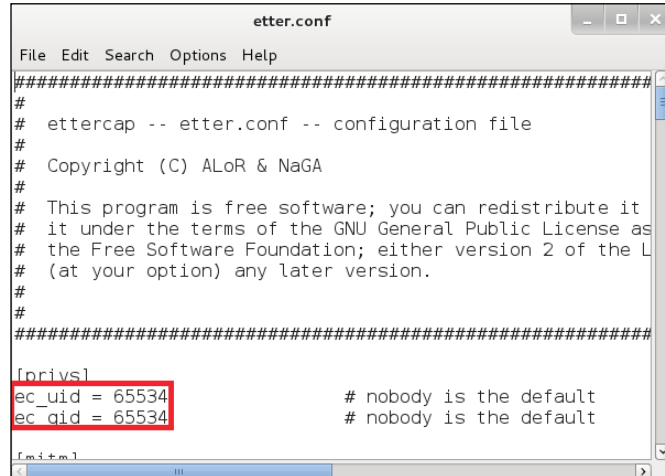 etter.conf
File Edit Search Options Help
###########################################################
#
#  ettercap -- etter.conf -- configuration file
#
#  Copyright (C) ALoR & NaGA
#
#  This program is free software; you can redistribute it
#  it under the terms of the GNU General Public License as
#  the Free Software Foundation; either version 2 of the L
#  (at your option) any later version.
#
#
###########################################################
[privs]
ec_uid = 65534                # nobody is the default
ec_gid = 65534                # nobody is the default
[mitm]